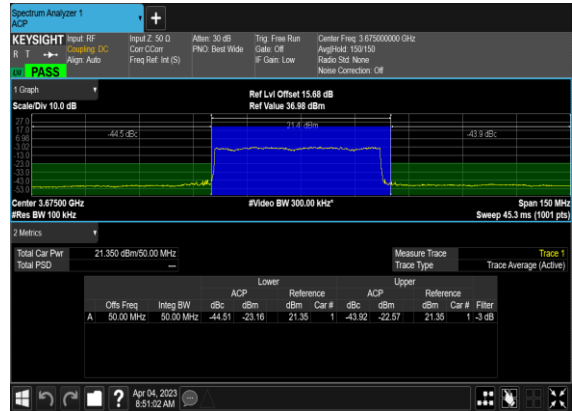 Spectrum Analyzer 1
ACP
KEYSIGHT Input: RF Input Z: 50 Ω Atten: 30 dB Trig: Free Run Center Freq: 3.675000000 GHz
R T Coupling: DC Corr CCorr PNO: Best Wide Gate: Off Avg|Hold: 150/150
Align: Auto Freq Ref: Int (S) IF Gain: Low Radio Std: None
LW PASS Noise Correction: Off
1 Graph
Scale/Div 10.0 dB Ref Lvl Offset 15.68 dB
Ref Value 36.98 dBm
27.0
17.0
6.98
-3.02
-13.0
-23.0
-33.0
-43.0
-53.0
-44.5 dBc 21.4 dBm -43.9 dBc
Center 3.67500 GHz #Video BW 300.00 kHz* Span 150 MHz
#Res BW 100 kHz Sweep 45.3 ms (1001 pts)
2 Metrics
Total Car Pwr 21.350 dBm/50.00 MHz Measure Trace Trace 1
Total PSD --- Trace Type Trace Average (Active)
Lower Upper
ACP Reference ACP Reference
Offs Freq Integ BW dBc dBm dBm Car # dBc dBm dBm Car # Filter
A 50.00 MHz 50.00 MHz -44.51 -23.16 21.35 1 -43.92 -22.57 21.35 1 -3 dB
Apr 04, 2023
8:51:02 AM